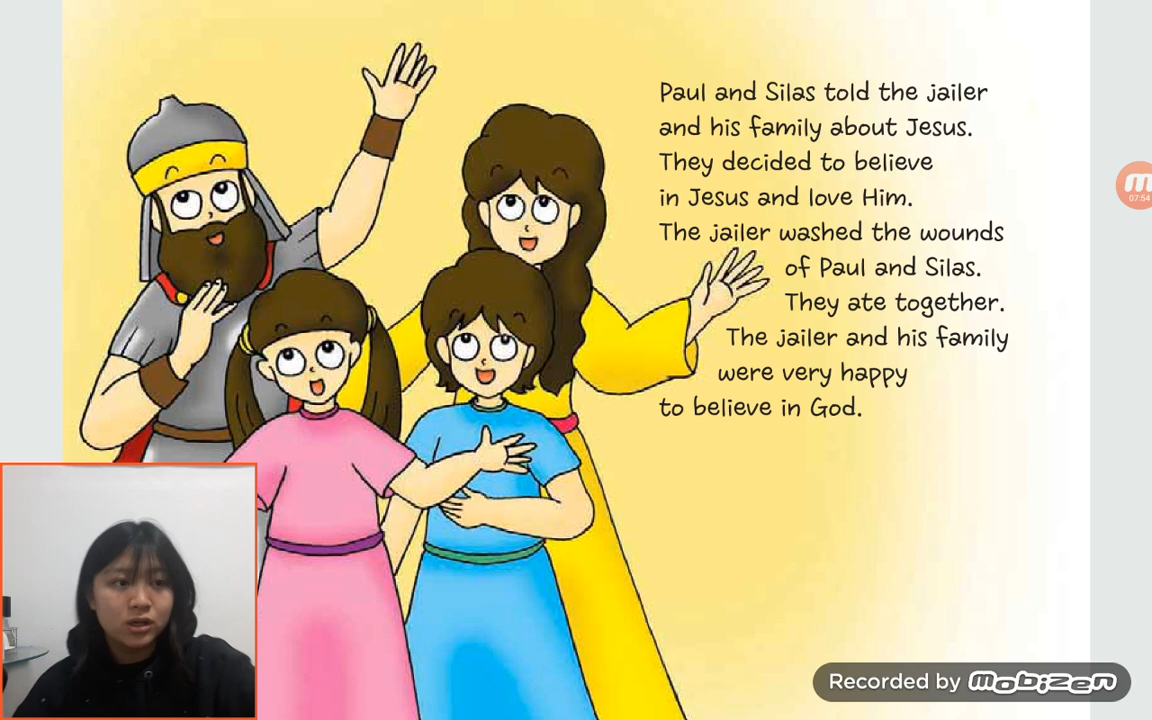 Paul and Silas told the jailer
and his family about Jesus.
They decided to believe
in Jesus and love Him.
The jailer washed the wounds
of Paul and Silas.
They ate together.
The jailer and his family
were very happy
to believe in God.
07:54
Recorded by mobizen